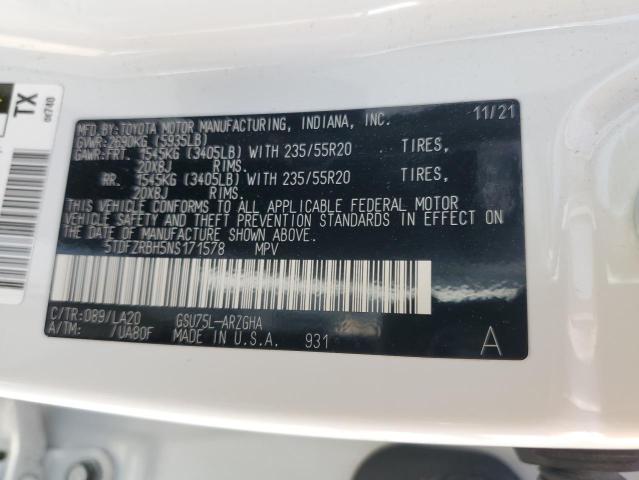 TX
MFD.BY: TOYOTA MOTOR MANUFACTURING, INDIANA, INC. 11/21
GVWR: 2690KG (5935LB)
GAWR: FRT. 1545KG (3405LB) WITH 235/55R20 TIRES,
20X8J RIMS.
RR. 1545KG (3405LB) WITH 235/55R20 TIRES,
20X8J RIMS.
THIS VEHICLE CONFORMS TO ALL APPLICABLE FEDERAL MOTOR
VEHICLE SAFETY AND THEFT PREVENTION STANDARDS IN EFFECT ON
THE DATE OF MANUFACTURE SHOWN ABOVE.
5TDFZRBH5NS171578 MPV
C/TR: 089/LA20 GSU75L-ARZGHA
A/TM: /UA80F MADE IN U.S.A. 931 A